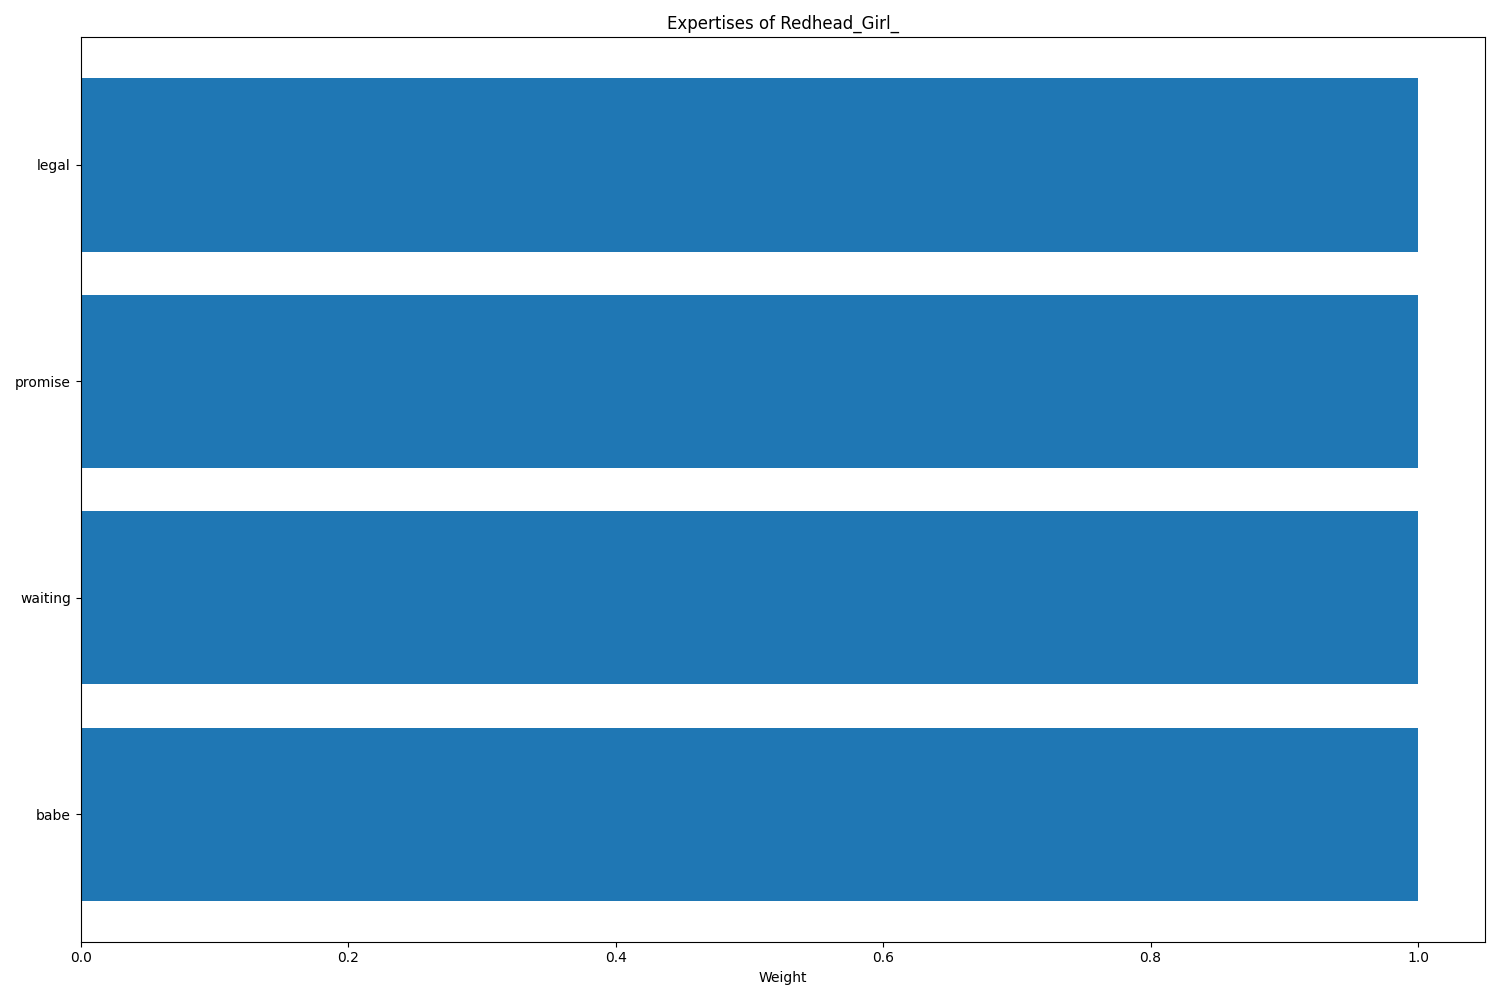 Expertises of Redhead_Girl_
legal
promise
waiting
babe
0.0
0.2
0.4
0.6
0.8
1.0
Weight